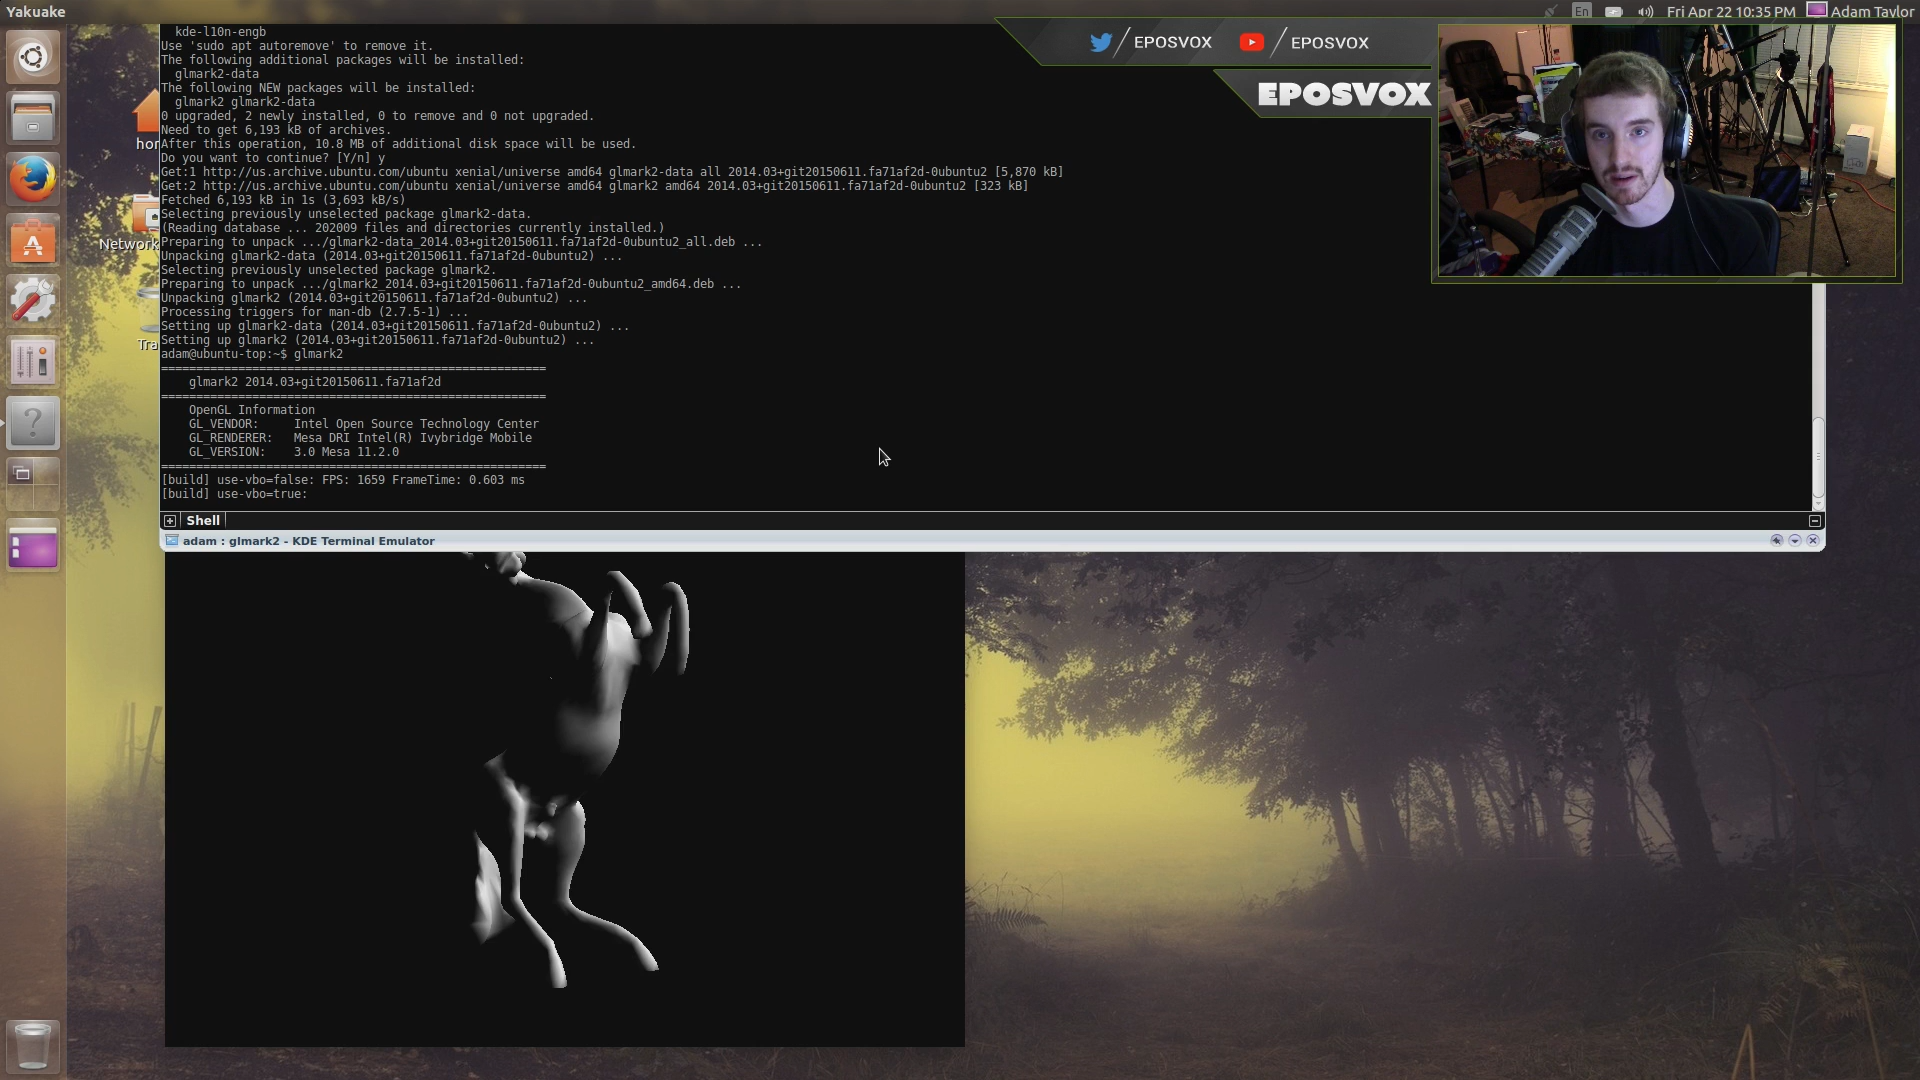 Yakuake
En
Fri Apr 22 10:35 PM
Adam Taylor
EPOSVOX
EPOSVOX
EPOSVOX
kde-l10n-engb
Use 'sudo apt autoremove' to remove it.
The following additional packages will be installed:
glmark2-data
The following NEW packages will be installed:
glmark2 glmark2-data
0 upgraded, 2 newly installed, 0 to remove and 0 not upgraded.
Need to get 6,193 kB of archives.
After this operation, 10.8 MB of additional disk space will be used.
Do you want to continue? [Y/n] y
Get:1 http://us.archive.ubuntu.com/ubuntu xenial/universe amd64 glmark2-data all 2014.03+git20150611.fa71af2d-0ubuntu2 [5,870 kB]
Get:2 http://us.archive.ubuntu.com/ubuntu xenial/universe amd64 glmark2 amd64 2014.03+git20150611.fa71af2d-0ubuntu2 [323 kB]
Fetched 6,193 kB in 1s (3,693 kB/s)
Selecting previously unselected package glmark2-data.
(Reading database ... 202009 files and directories currently installed.)
Preparing to unpack .../glmark2-data_2014.03+git20150611.fa71af2d-0ubuntu2_all.deb ...
Unpacking glmark2-data (2014.03+git20150611.fa71af2d-0ubuntu2) ...
Selecting previously unselected package glmark2.
Preparing to unpack .../glmark2_2014.03+git20150611.fa71af2d-0ubuntu2_amd64.deb ...
Unpacking glmark2 (2014.03+git20150611.fa71af2d-0ubuntu2) ...
Processing triggers for man-db (2.7.5-1) ...
Setting up glmark2-data (2014.03+git20150611.fa71af2d-0ubuntu2) ...
Setting up glmark2 (2014.03+git20150611.fa71af2d-0ubuntu2) ...
adam@ubuntu-top:~$ glmark2
=======================================================
glmark2 2014.03+git20150611.fa71af2d
=======================================================
OpenGL Information
GL_VENDOR: Intel Open Source Technology Center
GL_RENDERER: Mesa DRI Intel(R) Ivybridge Mobile
GL_VERSION: 3.0 Mesa 11.2.0
=======================================================
[build] use-vbo=false: FPS: 1659 FrameTime: 0.603 ms
[build] use-vbo=true:
Shell
adam : glmark2 - KDE Terminal Emulator
hor
Network
Tra